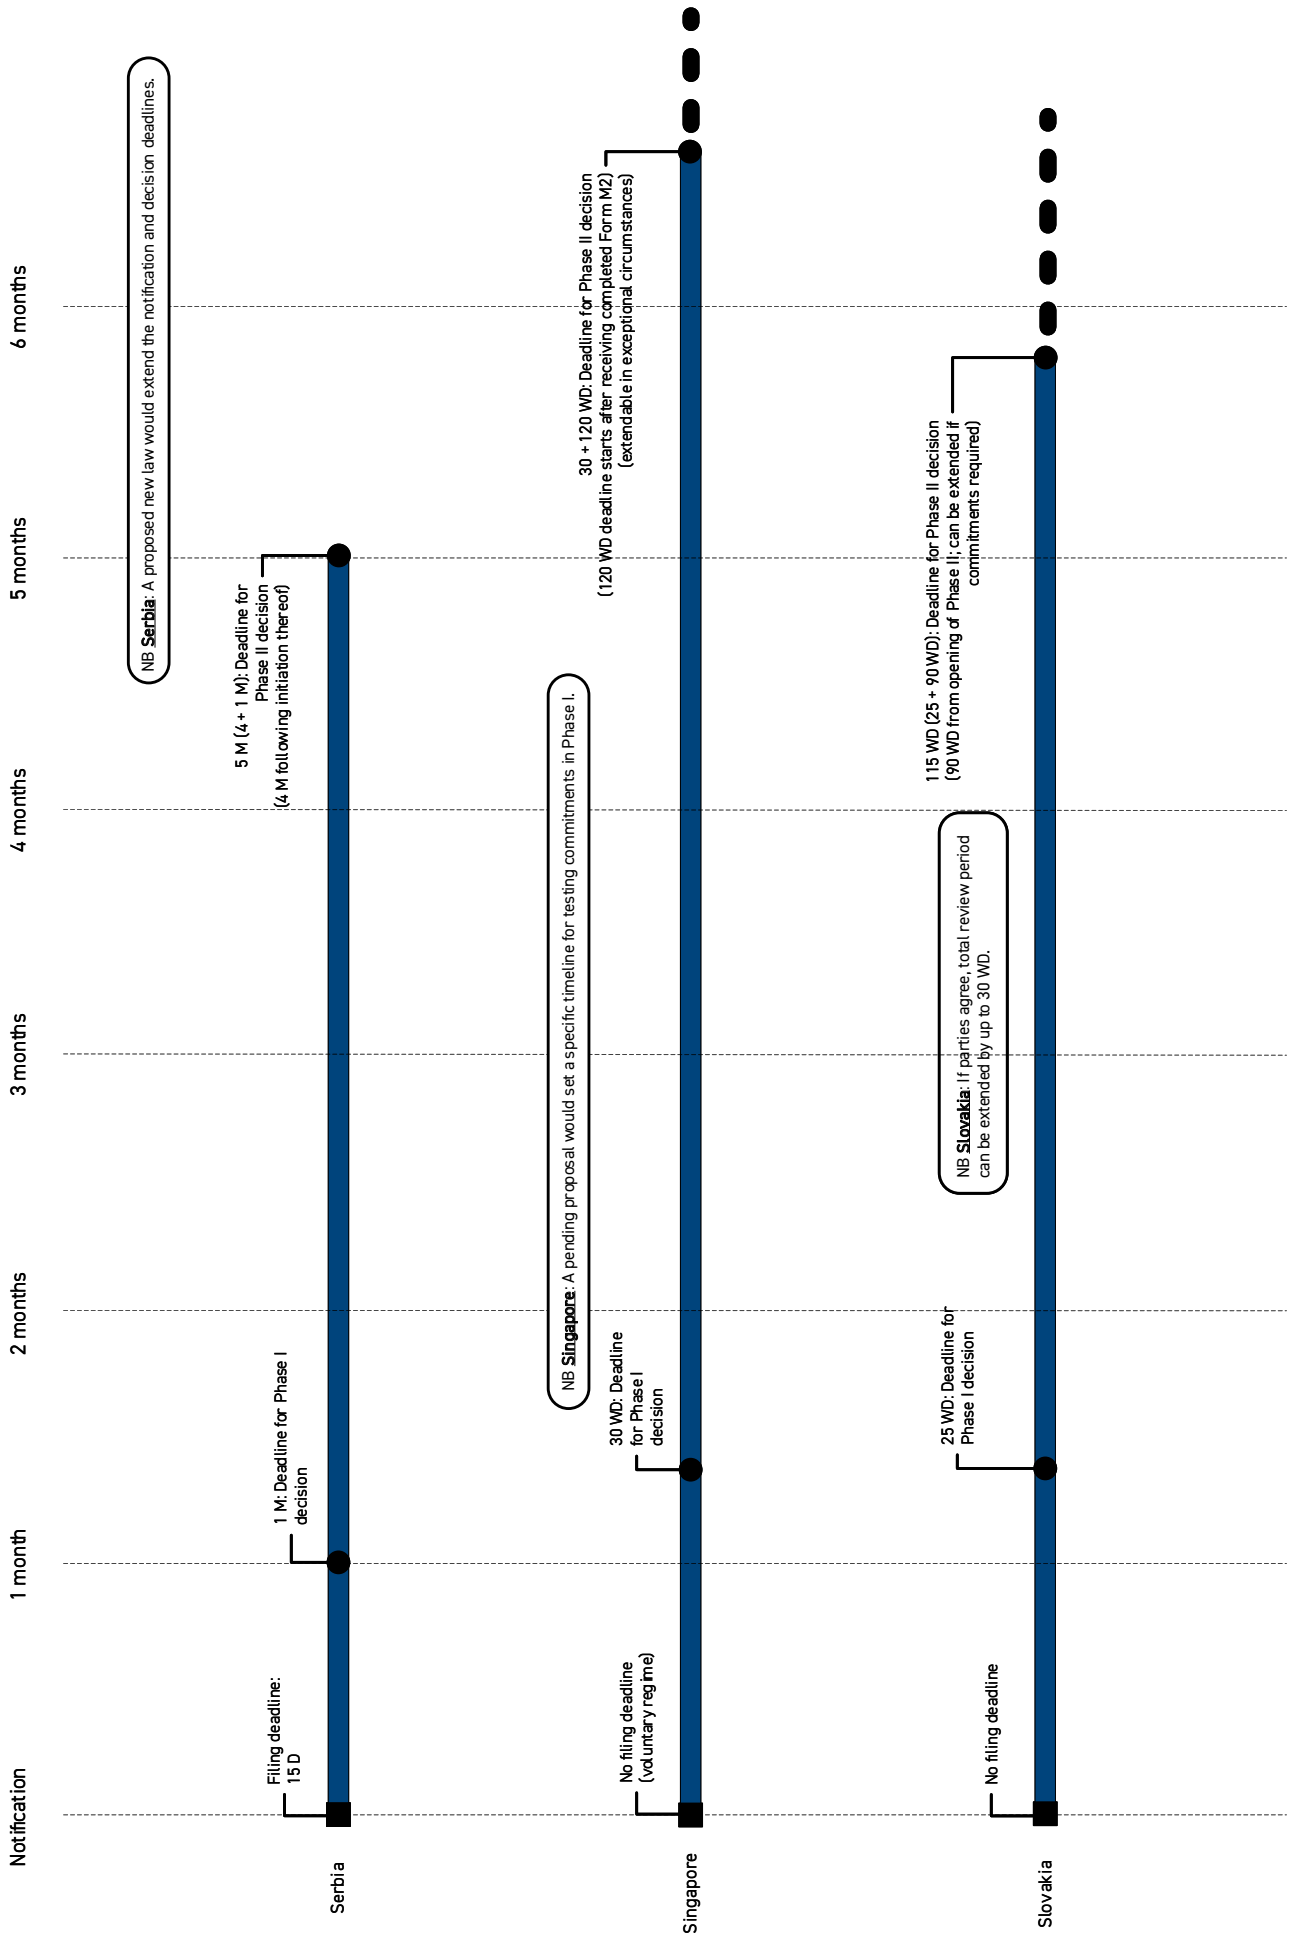 Notification
1 month
2 months
3 months
4 months
5 months
6 months
NB Serbia: A proposed new law would extend the notification and decision deadlines.
Serbia
Filing deadline:
15 D
1 M: Deadline for Phase I
decision
5 M (4 + 1 M): Deadline for
Phase II decision
(4 M following initiation thereof)
NB Singapore: A pending proposal would set a specific timeline for testing commitments in Phase I.
Singapore
No filing deadline
(voluntary regime)
30 WD: Deadline
for Phase I
decision
30 + 120 WD: Deadline for Phase II decision
(120 WD deadline starts after receiving completed Form M2)
(extendable in exceptional circumstances)
Slovakia
No filing deadline
25 WD: Deadline for
Phase I decision
NB Slovakia: If parties agree, total review period
can be extended by up to 30 WD.
115 WD (25 + 90 WD): Deadline for Phase II decision
(90 WD from opening of Phase II; can be extended if
commitments required)